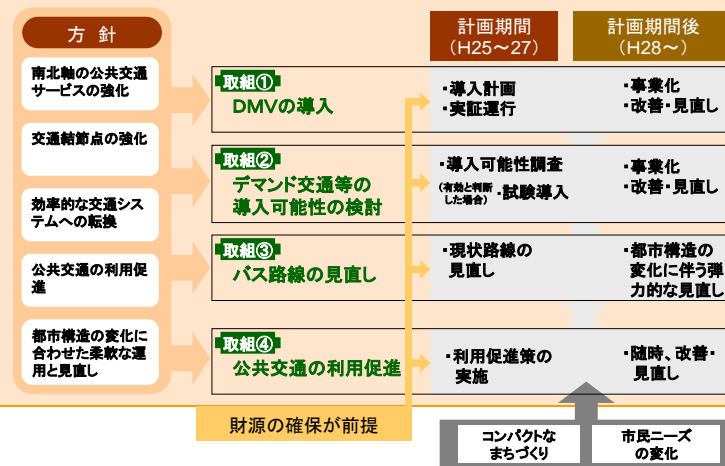 方 針
計画期間
(H25～27)
計画期間後
(H28～)
南北軸の公共交通
サービスの強化
交通結節点の強化
効率的な交通シス
テムへの転換
公共交通の利用促
進
都市構造の変化に
合わせた柔軟な運
用と見直し
取組①
DMVの導入
・導入計画
・実証運行
・事業化
・改善・見直し
取組②
デマンド交通等の
導入可能性の検討
・導入可能性調査
(有効と判断
した場合)・試験導入
・事業化
・改善・見直し
取組③
バス路線の見直し
・現状路線の
見直し
・都市構造の
変化に伴う弾
力的な見直し
取組④
公共交通の利用促進
・利用促進策の
実施
・随時、改善・
見直し
財源の確保が前提
コンパクトな
まちづくり
市民ニーズ
の変化